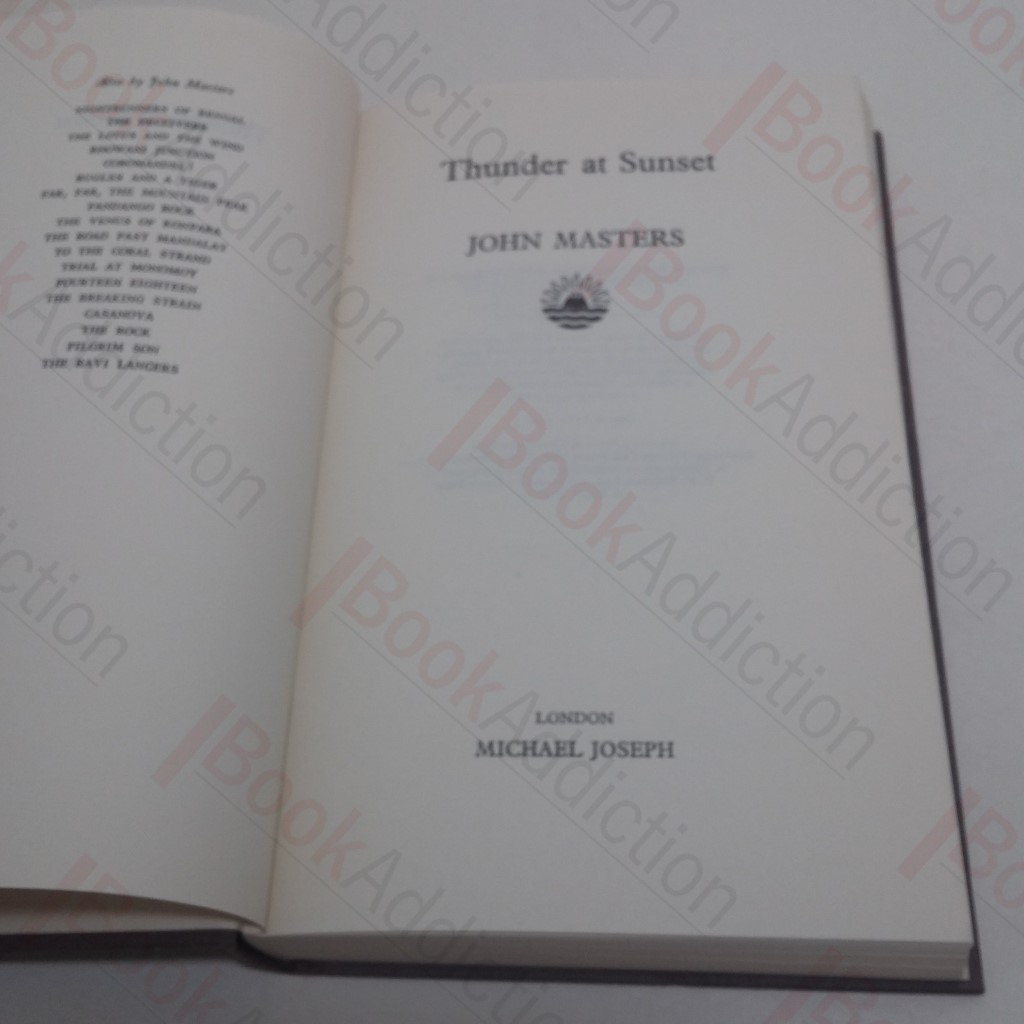 Also by John Masters
NIGHTRUNNERS OF BENGAL
THE DECEIVERS
THE LOTUS AND THE WIND
BHOWANI JUNCTION
COROMANDEL!
BUGLES AND A TIGER
FAR, FAR, THE MOUNTAIN PEAK
FANDANGO ROCK
THE VENUS OF KONPARA
THE ROAD PAST MANDALAY
TO THE CORAL STRAND
TRIAL AT MONOMOY
FOURTEEN EIGHTEEN
THE BREAKING STRAIN
CASANOVA
THE ROCK
PILGRIM SON
THE RAVI LANCERS
Thunder at Sunset
JOHN MASTERS
LONDON
MICHAEL JOSEPH
BookAddiction